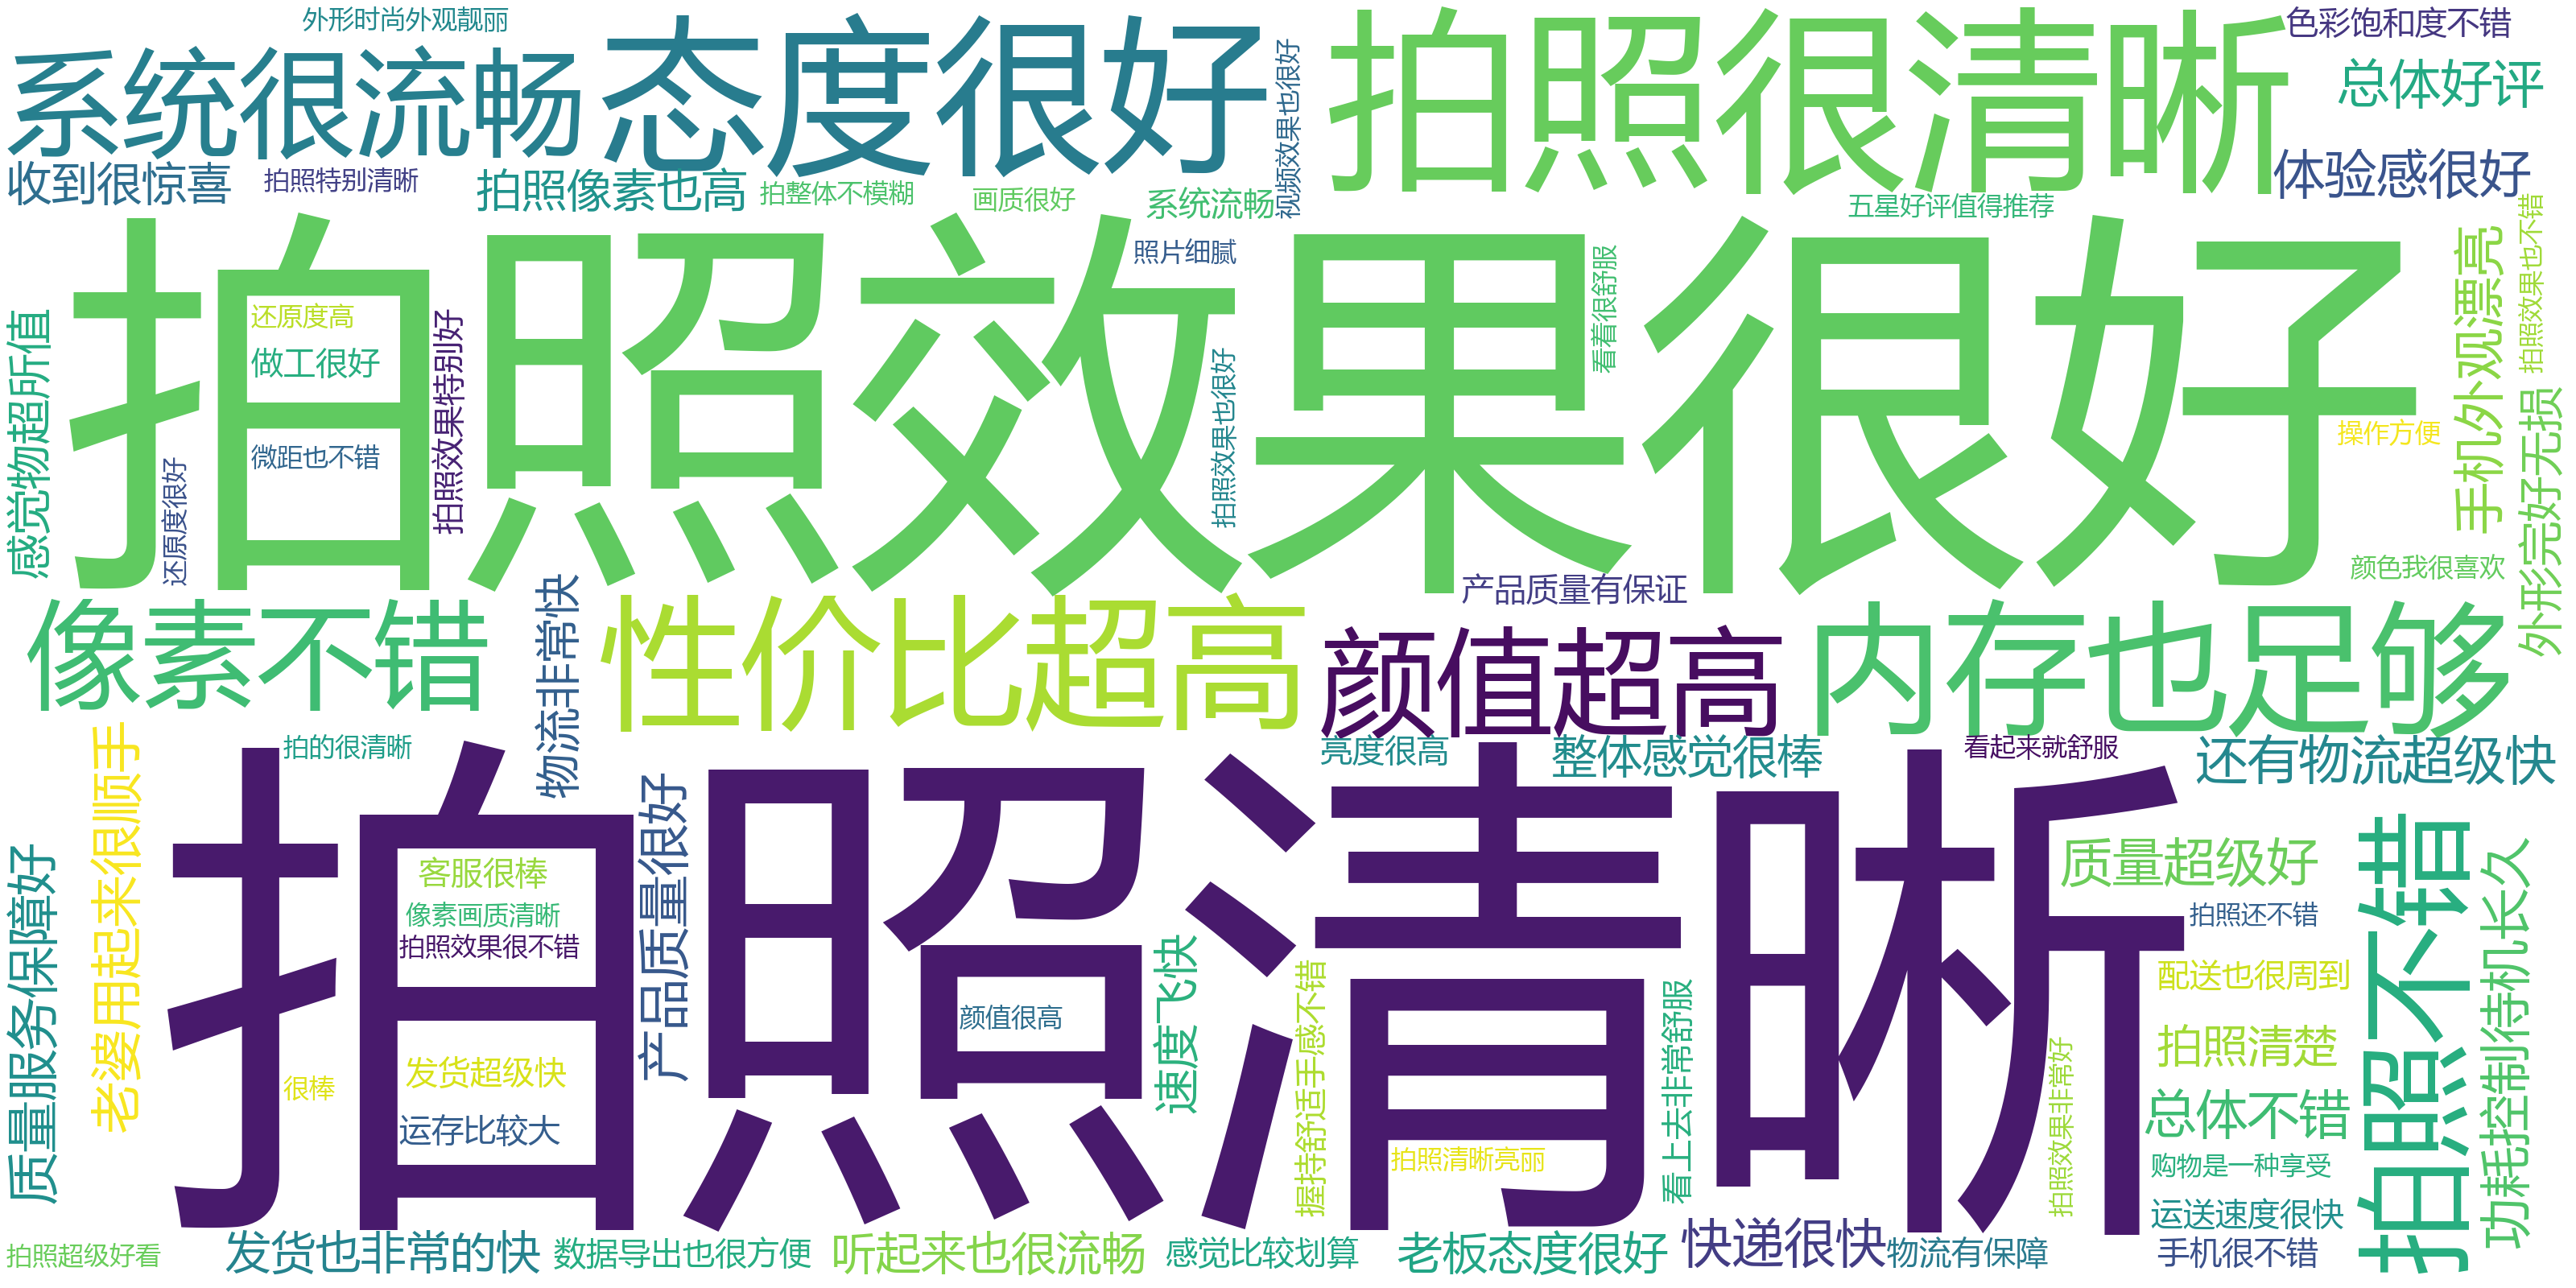 外形时尚外观靓丽
系统很流畅
态度很好
视频效果也很好
拍照很清晰
色彩饱和度不错
总体好评
收到很惊喜
拍照特别清晰
拍照像素也高
拍整体不模糊
画质很好
系统流畅
五星好评值得推荐
体验感很好
拍照效果很好
照片细腻
看着很舒服
手机外观漂亮
拍照效果也不错
感觉物超所值
还原度高
做工很好
拍照效果特别好
拍照效果也很好
微距也不错
还原度很好
操作方便
外形完好无损
颜色我很喜欢
产品质量有保证
像素不错
物流非常快
性价比超高
颜值超高
内存也足够
拍的很清晰
亮度很高
整体感觉很棒
看起来就舒服
还有物流超级快
老婆用起来很顺手
拍照清晰
产品质量很好
质量服务保障好
客服很棒
像素画质清晰
拍照效果很不错
质量超级好
拍照不错
功耗控制待机长久
拍照还不错
速度飞快
握持舒适手感不错
看上去非常舒服
配送也很周到
颜值很高
拍照清楚
拍照效果非常好
发货超级快
很棒
运存比较大
总体不错
拍照清晰亮丽
购物是一种享受
运送速度很快
拍照超级好看
发货也非常的快
数据导出也很方便
听起来也很流畅
感觉比较划算
老板态度很好
快递很快
物流有保障
手机很不错